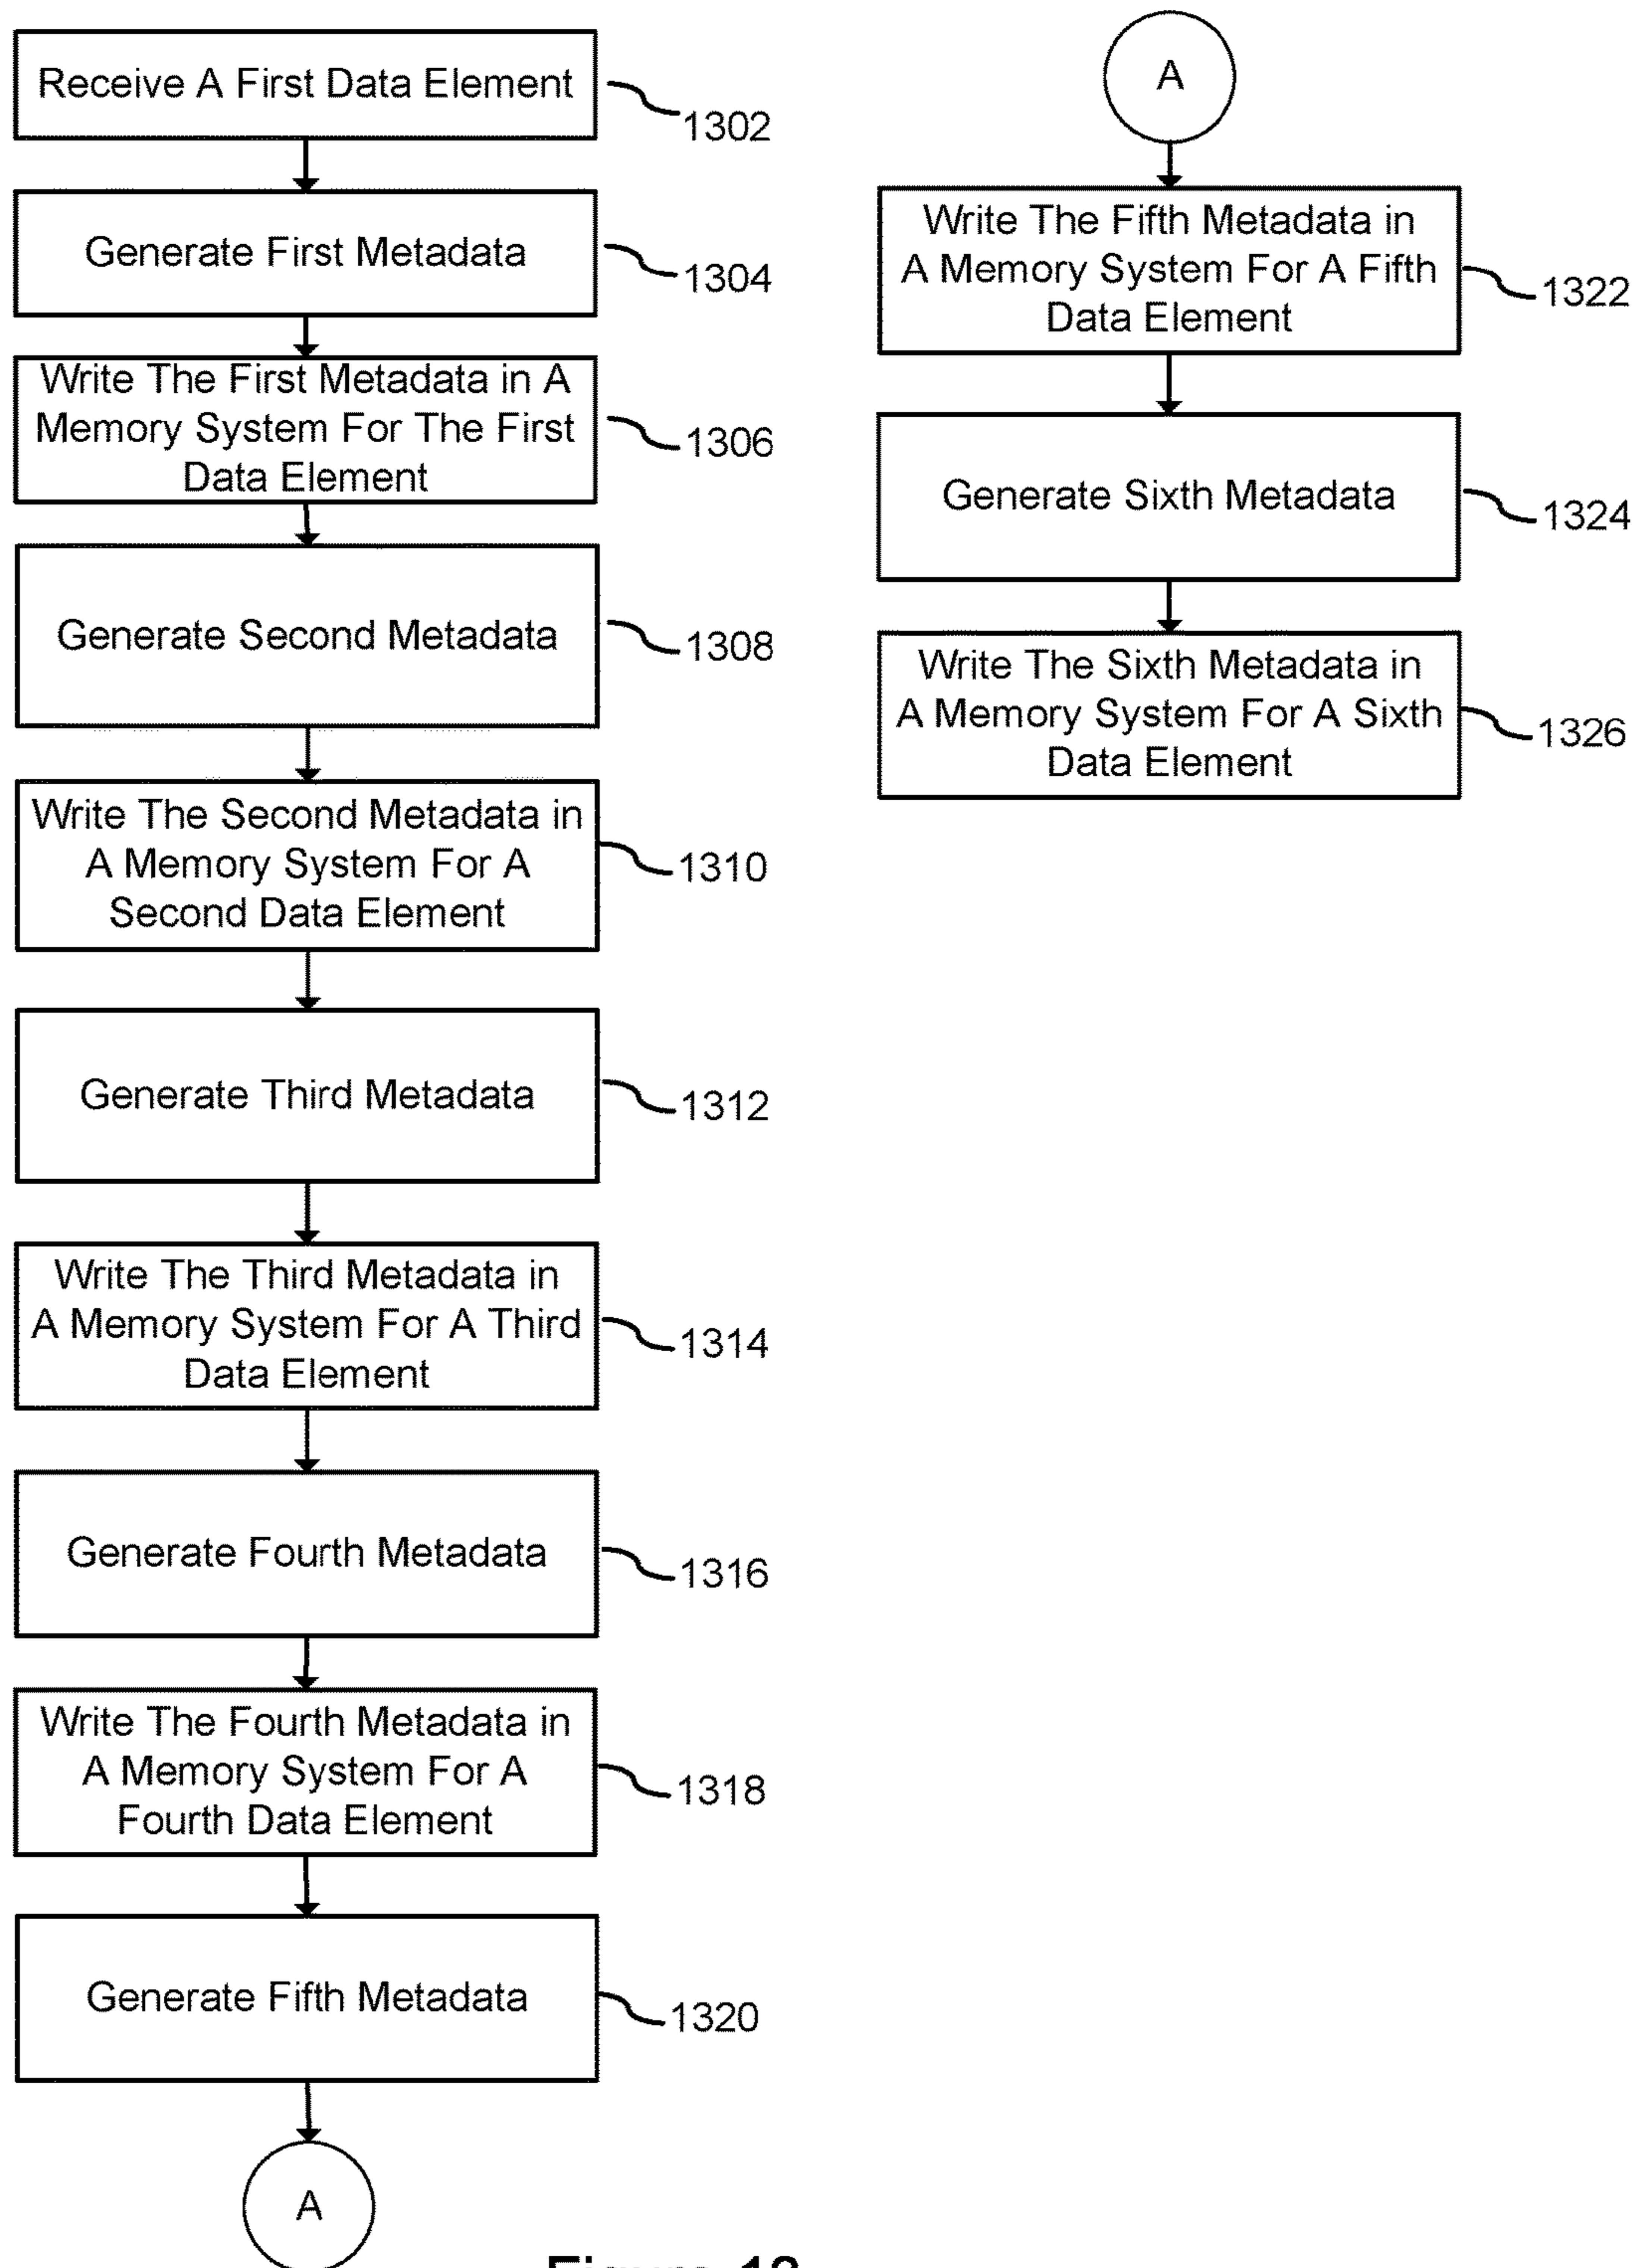 Receive A First Data Element
1302
Generate First Metadata
1304
Write The First Metadata in A
Memory System For The First
Data Element
1306
Generate Second Metadata
1308
Write The Second Metadata in
A Memory System For A
Second Data Element
1310
Generate Third Metadata
1312
Write The Third Metadata in
A Memory System For A Third
Data Element
1314
Generate Fourth Metadata
1316
Write The Fourth Metadata in
A Memory System For A
Fourth Data Element
1318
Generate Fifth Metadata
1320
A
A
Write The Fifth Metadata in
A Memory System For A Fifth
Data Element
1322
Generate Sixth Metadata
1324
Write The Sixth Metadata in
A Memory System For A Sixth
Data Element
1326